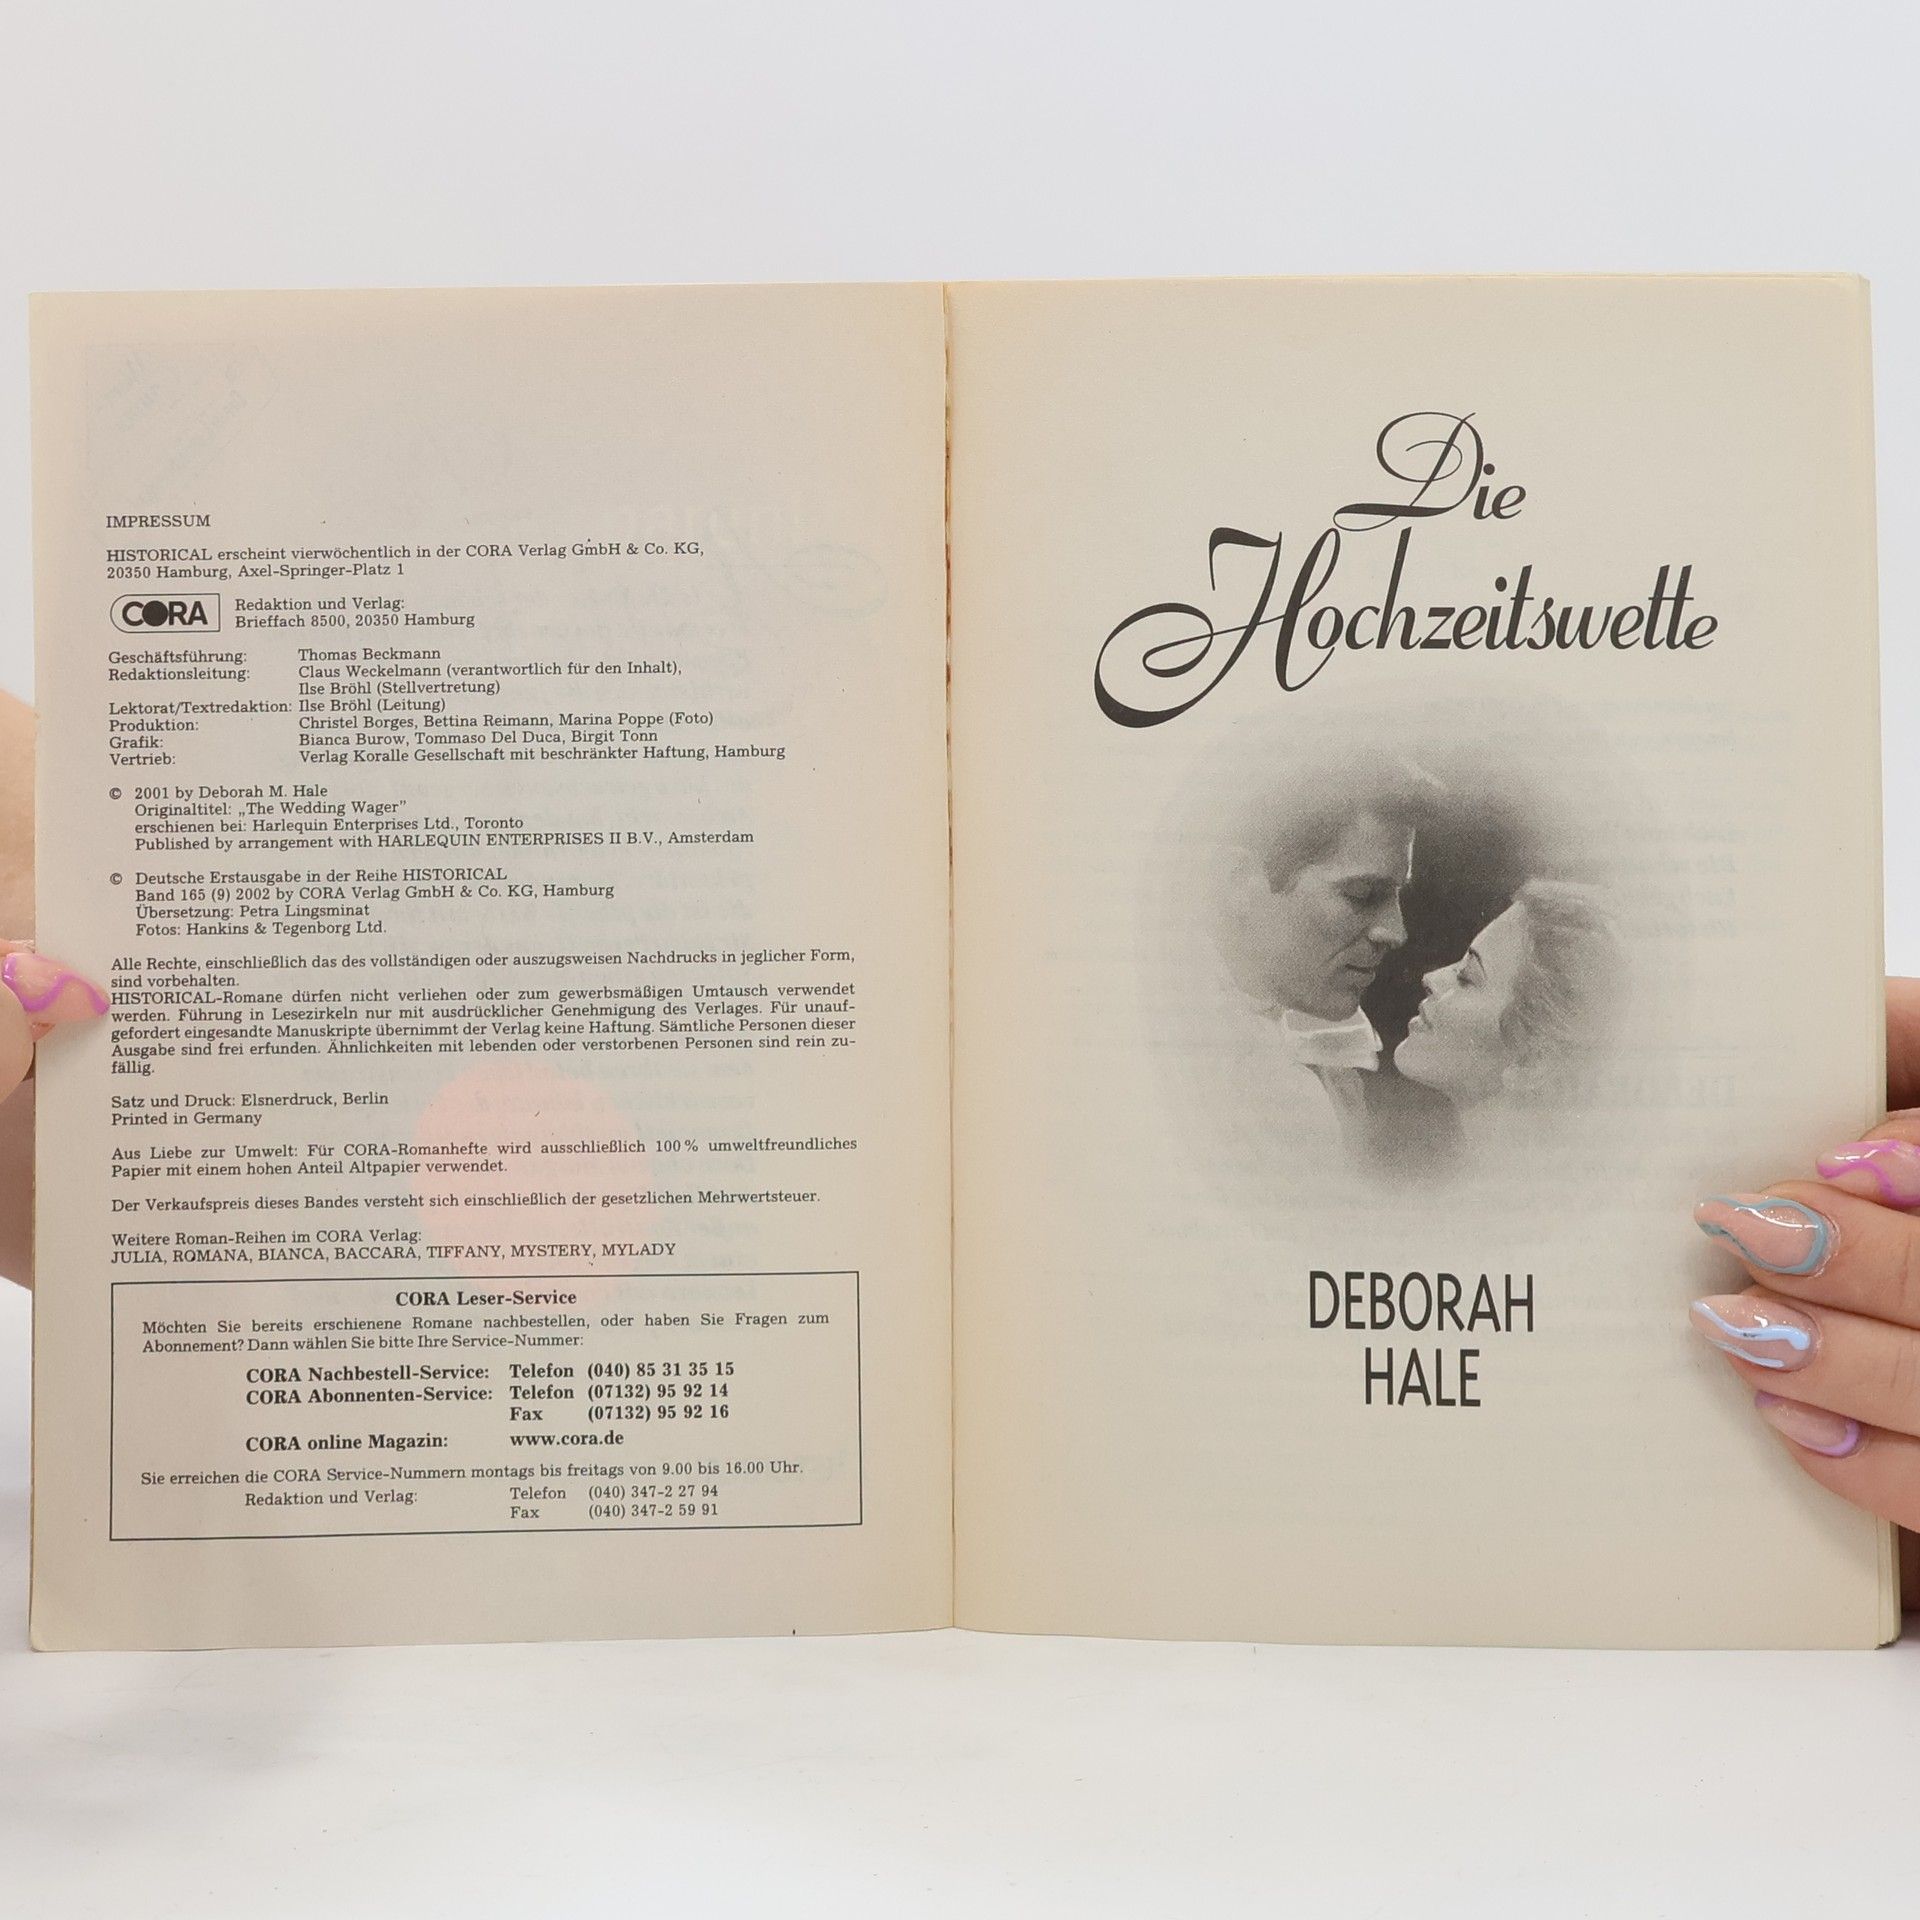 IMPRESSUM
HISTORICAL erscheint vierwöchentlich in der CORA Verlag GmbH & Co. KG,
20350 Hamburg, Axel-Springer-Platz 1
CORA
Redaktion und Verlag:
Brieffach 8500, 20350 Hamburg
Geschäftsführung: Thomas Beckmann
Redaktionsleitung: Claus Weckelmann (verantwortlich für den Inhalt),
Ilse Bröhl (Stellvertretung)
Lektorat/Textredaktion: Ilse Bröhl (Leitung)
Produktion: Christel Borges, Bettina Reimann, Marina Poppe (Foto)
Grafik: Bianca Burow, Tommaso Del Duca, Birgit Tonn
Vertrieb: Verlag Koralle Gesellschaft mit beschränkter Haftung, Hamburg
© 2001 by Deborah M. Hale
Originaltitel: „The Wedding Wager”
erschienen bei: Harlequin Enterprises Ltd., Toronto
Published by arrangement with HARLEQUIN ENTERPRISES II B.V., Amsterdam
© Deutsche Erstausgabe in der Reihe HISTORICAL
Band 165 (9) 2002 by CORA Verlag GmbH & Co. KG, Hamburg
Übersetzung: Petra Lingsminat
Fotos: Hankins & Tegenborg Ltd.
Alle Rechte, einschließlich das des vollständigen oder auszugsweisen Nachdrucks in jeglicher Form,
sind vorbehalten.
HISTORICAL-Romane dürfen nicht verliehen oder zum gewerbsmäßigen Umtausch verwendet
werden. Führung in Lesezirkeln nur mit ausdrücklicher Genehmigung des Verlages. Für unauf-
gefordert eingesandte Manuskripte übernimmt der Verlag keine Haftung. Sämtliche Personen dieser
Ausgabe sind frei erfunden. Ähnlichkeiten mit lebenden oder verstorbenen Personen sind rein zu-
fällig.
Satz und Druck: Elsnerdruck, Berlin
Printed in Germany
Aus Liebe zur Umwelt: Für CORA-Romanhefte wird ausschließlich 100 % umweltfreundliches
Papier mit einem hohen Anteil Altpapier verwendet.
Der Verkaufspreis dieses Bandes versteht sich einschließlich der gesetzlichen Mehrwertsteuer.
Weitere Roman-Reihen im CORA Verlag:
JULIA, ROMANA, BIANCA, BACCARA, TIFFANY, MYSTERY, MYLADY
CORA Leser-Service
Möchten Sie bereits erschienene Romane nachbestellen, oder haben Sie Fragen zum
Abonnement? Dann wählen Sie bitte Ihre Service-Nummer:
CORA Nachbestell-Service: Telefon (040) 85 31 35 15
CORA Abonnenten-Service: Telefon (07132) 95 92 14
Fax (07132) 95 92 16
CORA online Magazin: www.cora.de
Sie erreichen die CORA Service-Nummern montags bis freitags von 9.00 bis 16.00 Uhr.
Redaktion und Verlag: Telefon (040) 347-2 27 94
Fax (040) 347-2 59 91
Die
Hochzeitswette
DEBORAH
HALE